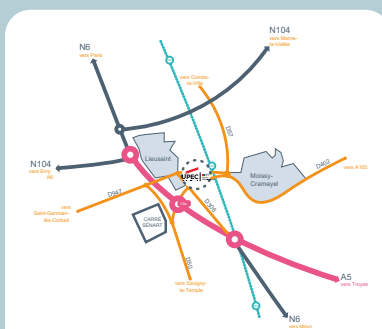 N104
vers Marne-
la-Vallée
N6
vers Paris
vers Combs-
la-Ville
D57
Lieusaint
N104
vers Evry
A6
UPEC
Moissy-
Cramayel
D402
vers A105
D947
vers
Saint-Germain-
lès-Corbeil
D306
CARRÉ
SÉNART
D50
vers Savigny-
le-Temple
A5
vers Troyes
N6
vers Melun